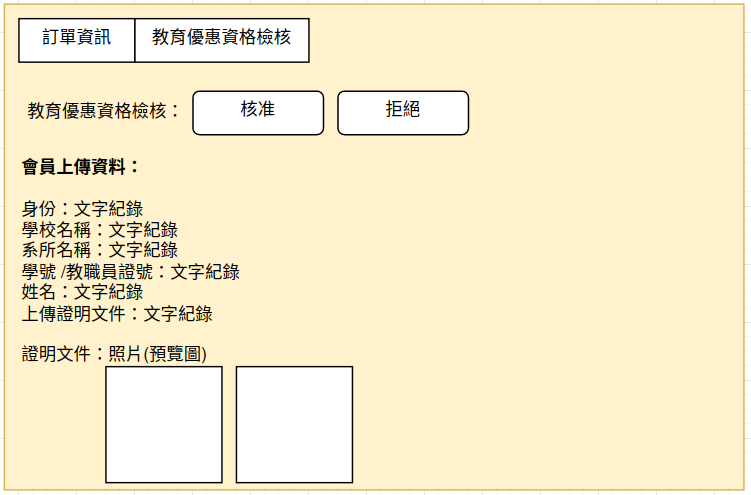 訂單資訊
教育優惠資格檢核
教育優惠資格檢核：
核准
拒絕
會員上傳資料：
身份：文字紀錄
學校名稱：文字紀錄
系所名稱：文字紀錄
學號 /教職員證號：文字紀錄
姓名：文字紀錄
上傳證明文件：文字紀錄
證明文件：照片(預覽圖)